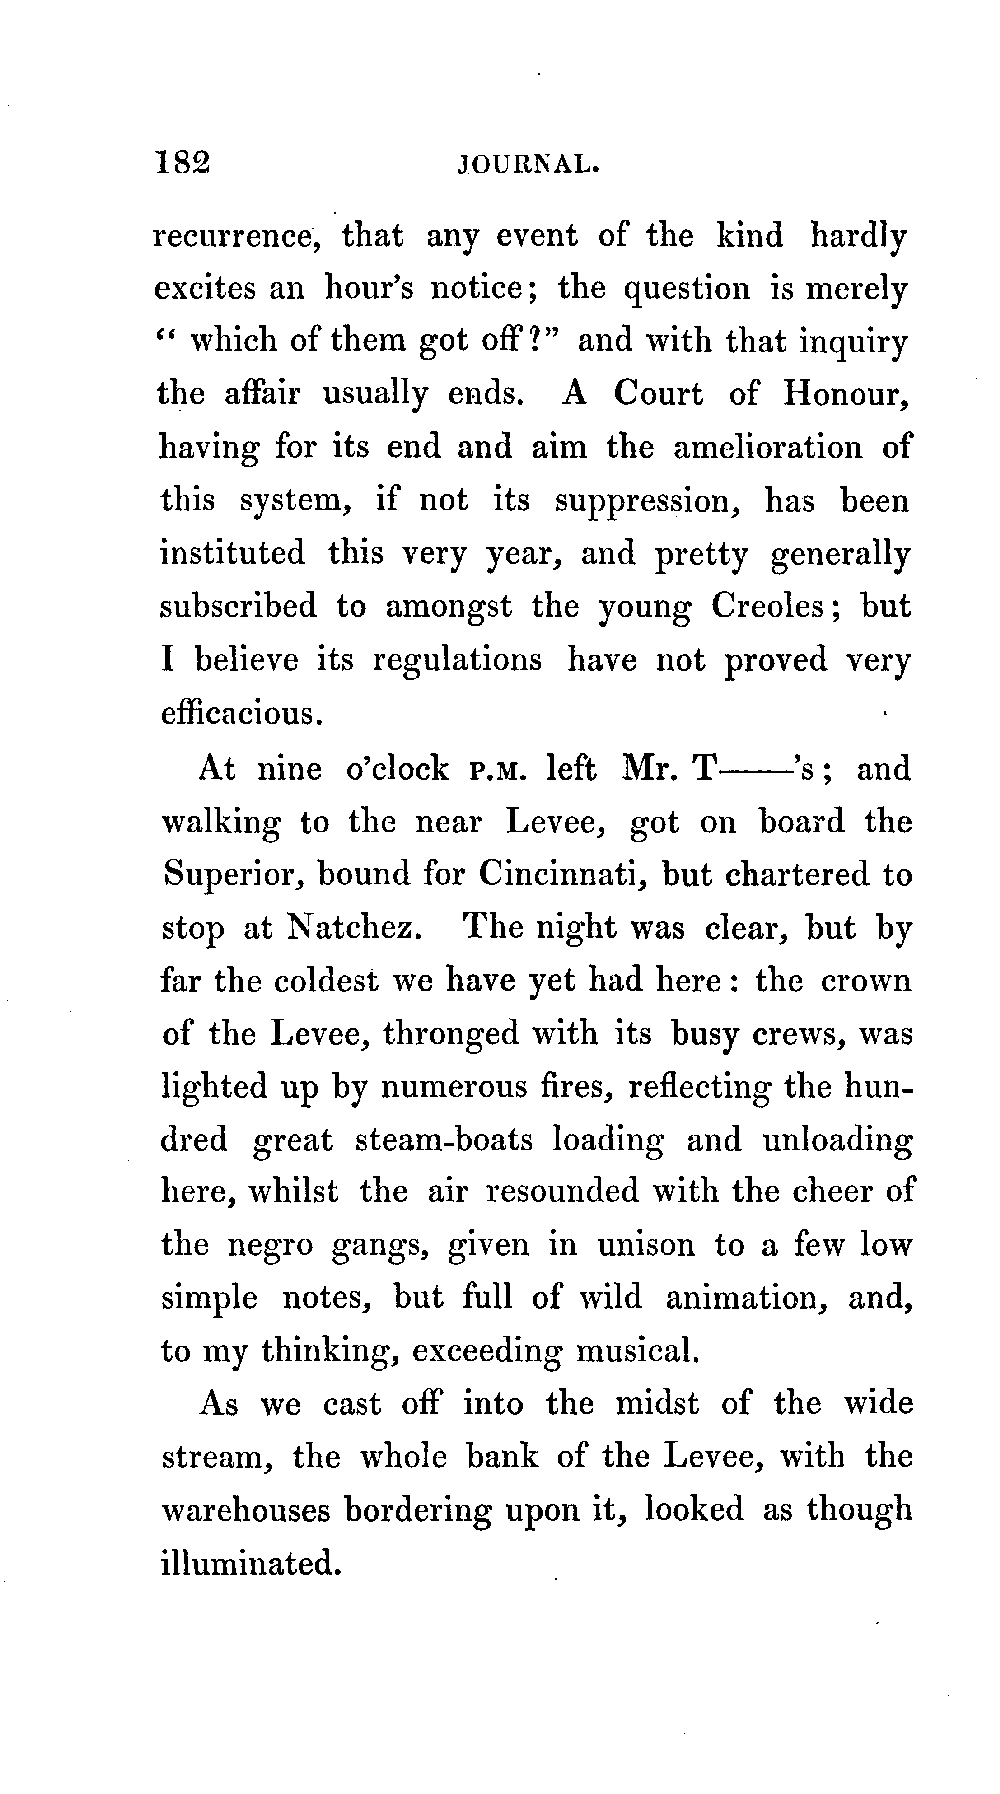 182 JOURNAL.
recurrence, that any event of the kind hardly
excites an hour's notice; the question is merely
“ which of them got off?” and with that inquiry
the affair usually ends. A Court of Honour,
having for its end and aim the amelioration of
this system, if not its suppression, has been
instituted this very year, and pretty generally
subscribed to amongst the young Creoles; but
I believe its regulations have not proved very
efficacious.
At nine o'clock P.M. left Mr. T——'s; and
walking to the near Levee, got on board the
Superior, bound for Cincinnati, but chartered to
stop at Natchez. The night was clear, but by
far the coldest we have yet had here: the crown
of the Levee, thronged with its busy crews, was
lighted up by numerous fires, reflecting the hun-
dred great steam-boats loading and unloading
here, whilst the air resounded with the cheer of
the negro gangs, given in unison to a few low
simple notes, but full of wild animation, and,
to my thinking, exceeding musical.
As we cast off into the midst of the wide
stream, the whole bank of the Levee, with the
warehouses bordering upon it, looked as though
illuminated.